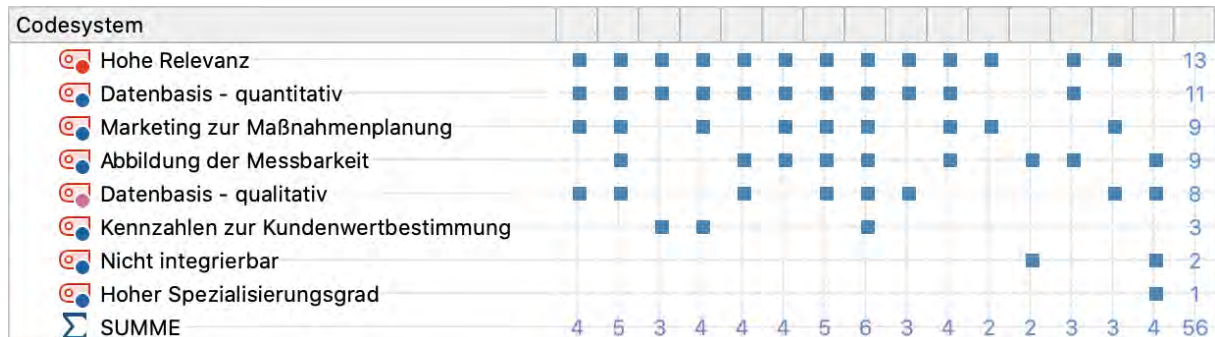 Codesystem
Hohe Relevanz 13
Datenbasis - quantitativ 11
Marketing zur Maßnahmenplanung 9
Abbildung der Messbarkeit 9
Datenbasis - qualitativ 8
Kennzahlen zur Kundenwertbestimmung 3
Nicht integrierbar 2
Hoher Spezialisierungsgrad 1
Σ SUMME 4 5 3 4 4 4 5 6 3 4 2 2 3 3 4 56